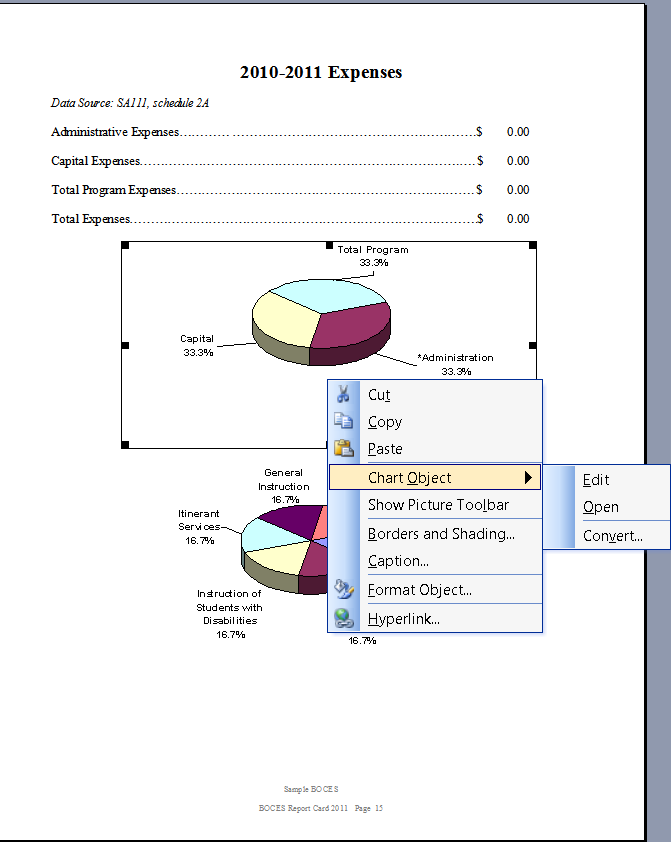 2010-2011 Expenses
Data Source: SA111, schedule 2A
Administrative Expenses………… ………………………………………………………$ 0.00
Capital Expenses……………………………………………………………………………$ 0.00
Total Program Expenses……………………………………………………………………$ 0.00
Total Expenses………………………………………………………………………………$ 0.00
Total Program
33.3%
Capital
33.3%
*Administration
33.3%
Cut
Copy
Paste
Chart Object
Show Picture Toolbar
Borders and Shading...
Caption...
Format Object...
Hyperlink...
Edit
Open
Convert...
General
Instruction
16.7%
Itinerant
Services
16.7%
Instruction of
Students with
Disabilities
16.7%
16.7%
Sample BOCES
BOCES Report Card 2011 Page 15